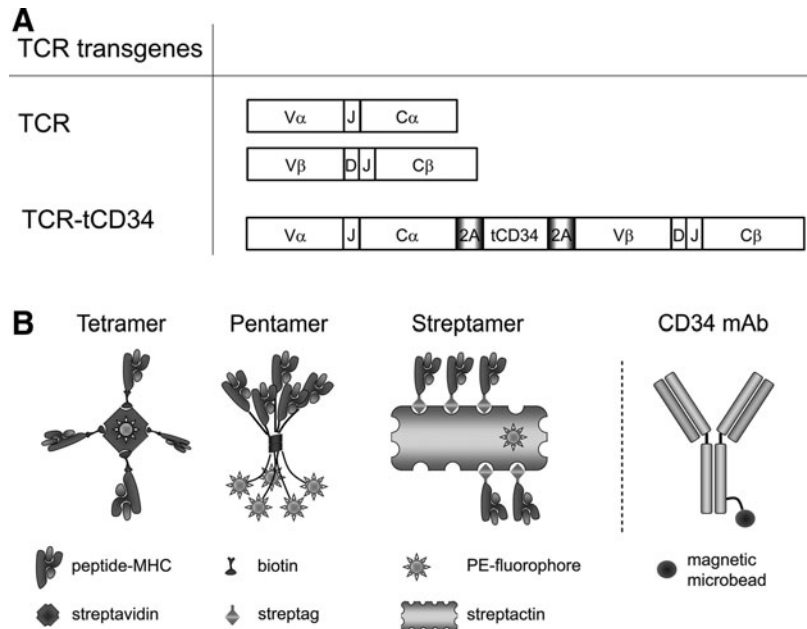 A
TCR transgenes
TCR
Vα J Cα
Vβ D J Cβ
TCR-tCD34
Vα J Cα 2A tCD34 2A Vβ D J Cβ
B
Tetramer Pentamer Streptamer CD34 mAb
peptide-MHC biotin PE-fluorophore magnetic
microbead
streptavidin streptag streptactin